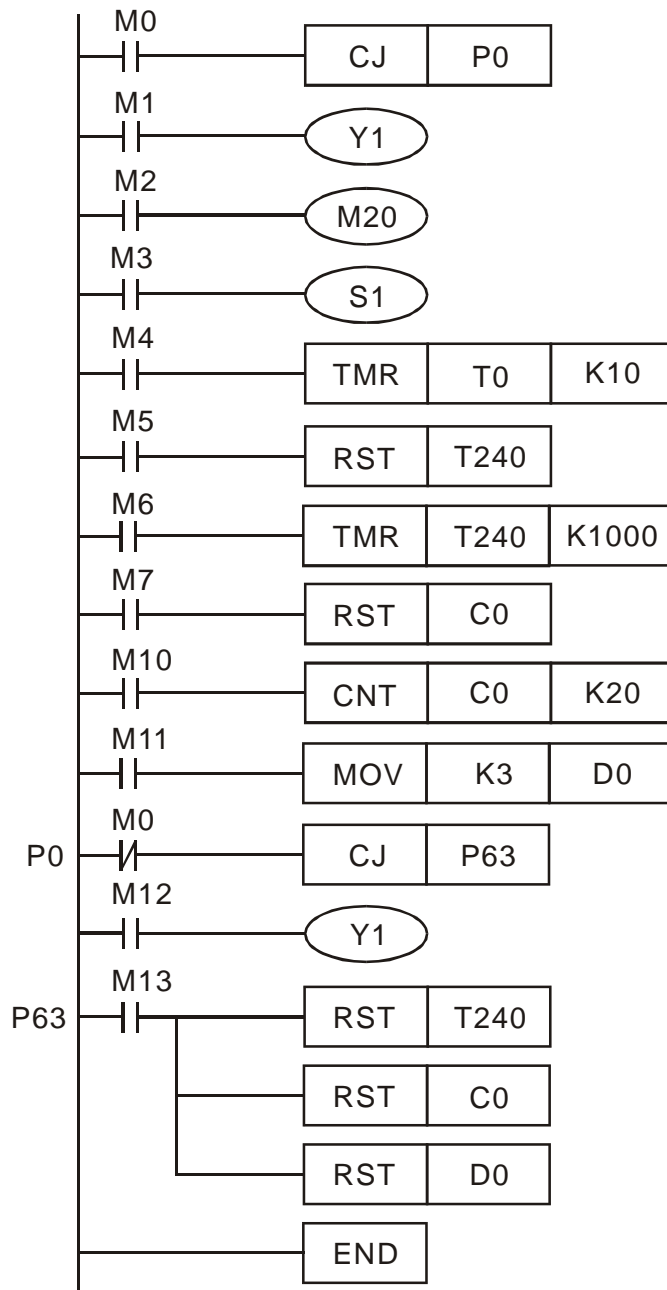 M0
CJ P0
M1
Y1
M2
M20
M3
S1
M4
TMR T0 K10
M5
RST T240
M6
TMR T240 K1000
M7
RST C0
M10
CNT C0 K20
M11
MOV K3 D0
M0
P0 CJ P63
M12
Y1
M13
P63 RST T240
RST C0
RST D0
END